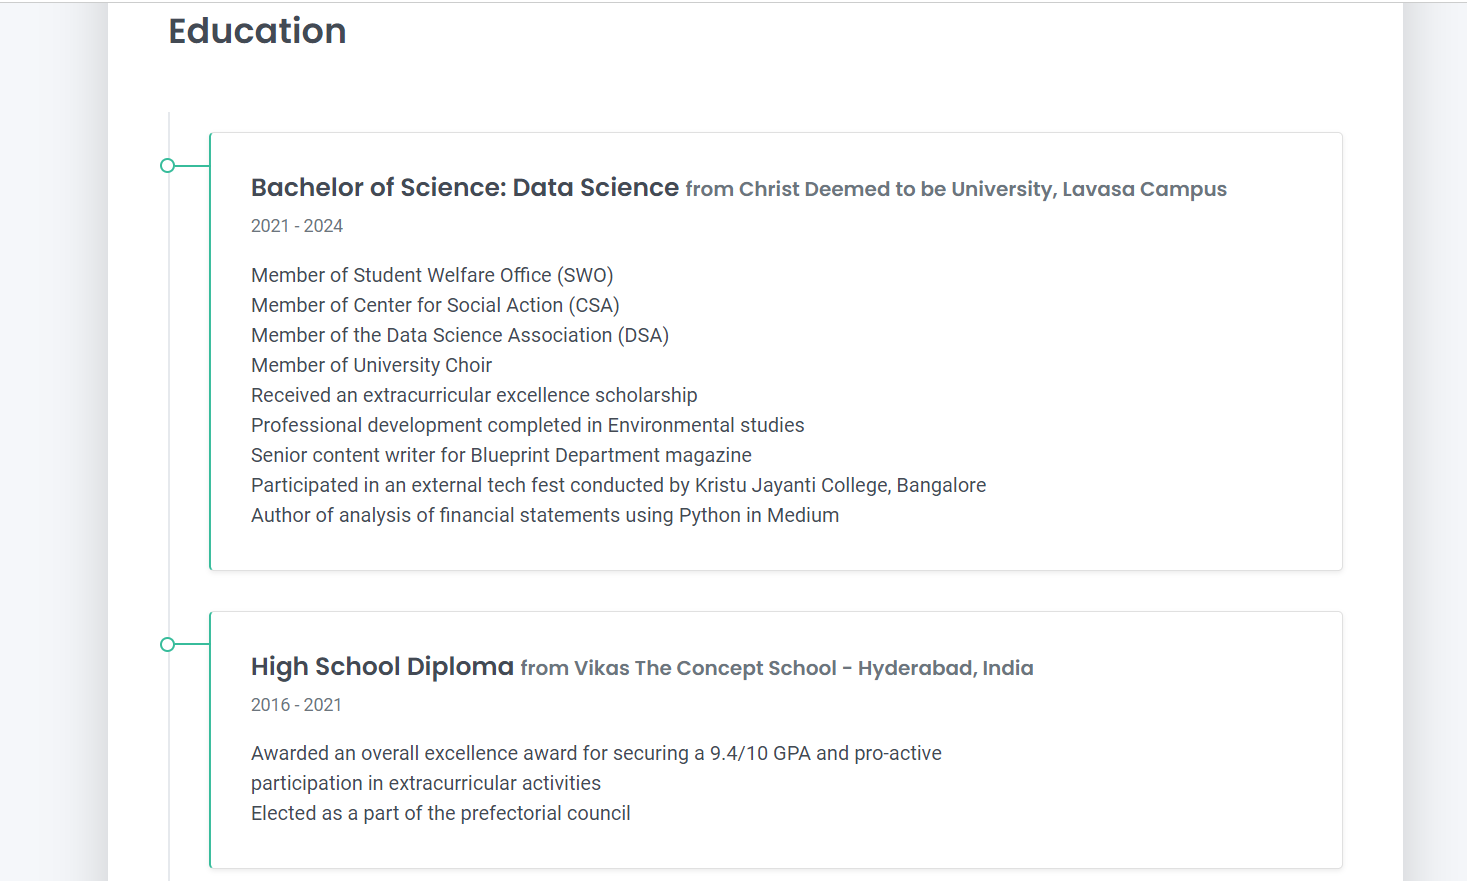 Education
Bachelor of Science: Data Science from Christ Deemed to be University, Lavasa Campus
2021 - 2024
Member of Student Welfare Office (SWO)
Member of Center for Social Action (CSA)
Member of the Data Science Association (DSA)
Member of University Choir
Received an extracurricular excellence scholarship
Professional development completed in Environmental studies
Senior content writer for Blueprint Department magazine
Participated in an external tech fest conducted by Kristu Jayanti College, Bangalore
Author of analysis of financial statements using Python in Medium
High School Diploma from Vikas The Concept School - Hyderabad, India
2016 - 2021
Awarded an overall excellence award for securing a 9.4/10 GPA and pro-active
participation in extracurricular activities
Elected as a part of the prefectorial council